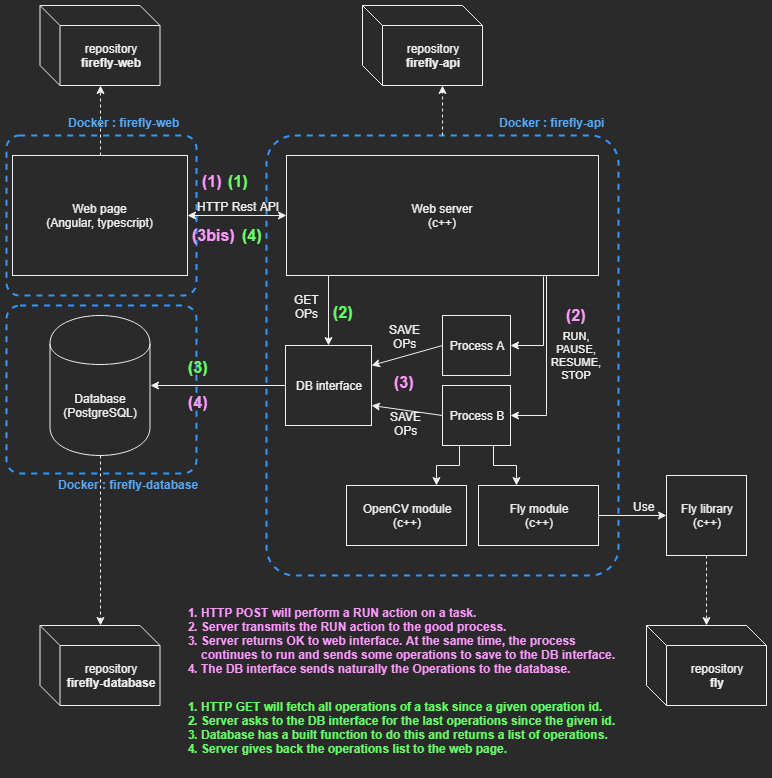 repository
firefly-web
repository
firefly-api
Docker : firefly-web
Docker : firefly-api
Web page
(Angular, typescript)
(1) (1)
HTTP Rest API
(3bis) (4)
Web server
(c++)
GET
OPs
(2)
(2)
RUN,
PAUSE,
RESUME,
STOP
SAVE
OPs
Process A
DB interface
(3)
Process B
SAVE
OPs
(3)
(4)
Database
(PostgreSQL)
Docker : firefly-database
OpenCV module
(c++)
Fly module
(c++)
Use
Fly library
(c++)
1. HTTP POST will perform a RUN action on a task.
2. Server transmits the RUN action to the good process.
3. Server returns OK to web interface. At the same time, the process
continues to run and sends some operations to save to the DB interface.
4. The DB interface sends naturally the Operations to the database.
repository
firefly-database
repository
fly
1. HTTP GET will fetch all operations of a task since a given operation id.
2. Server asks to the DB interface for the last operations since the given id.
3. Database has a built function to do this and returns a list of operations.
4. Server gives back the operations list to the web page.